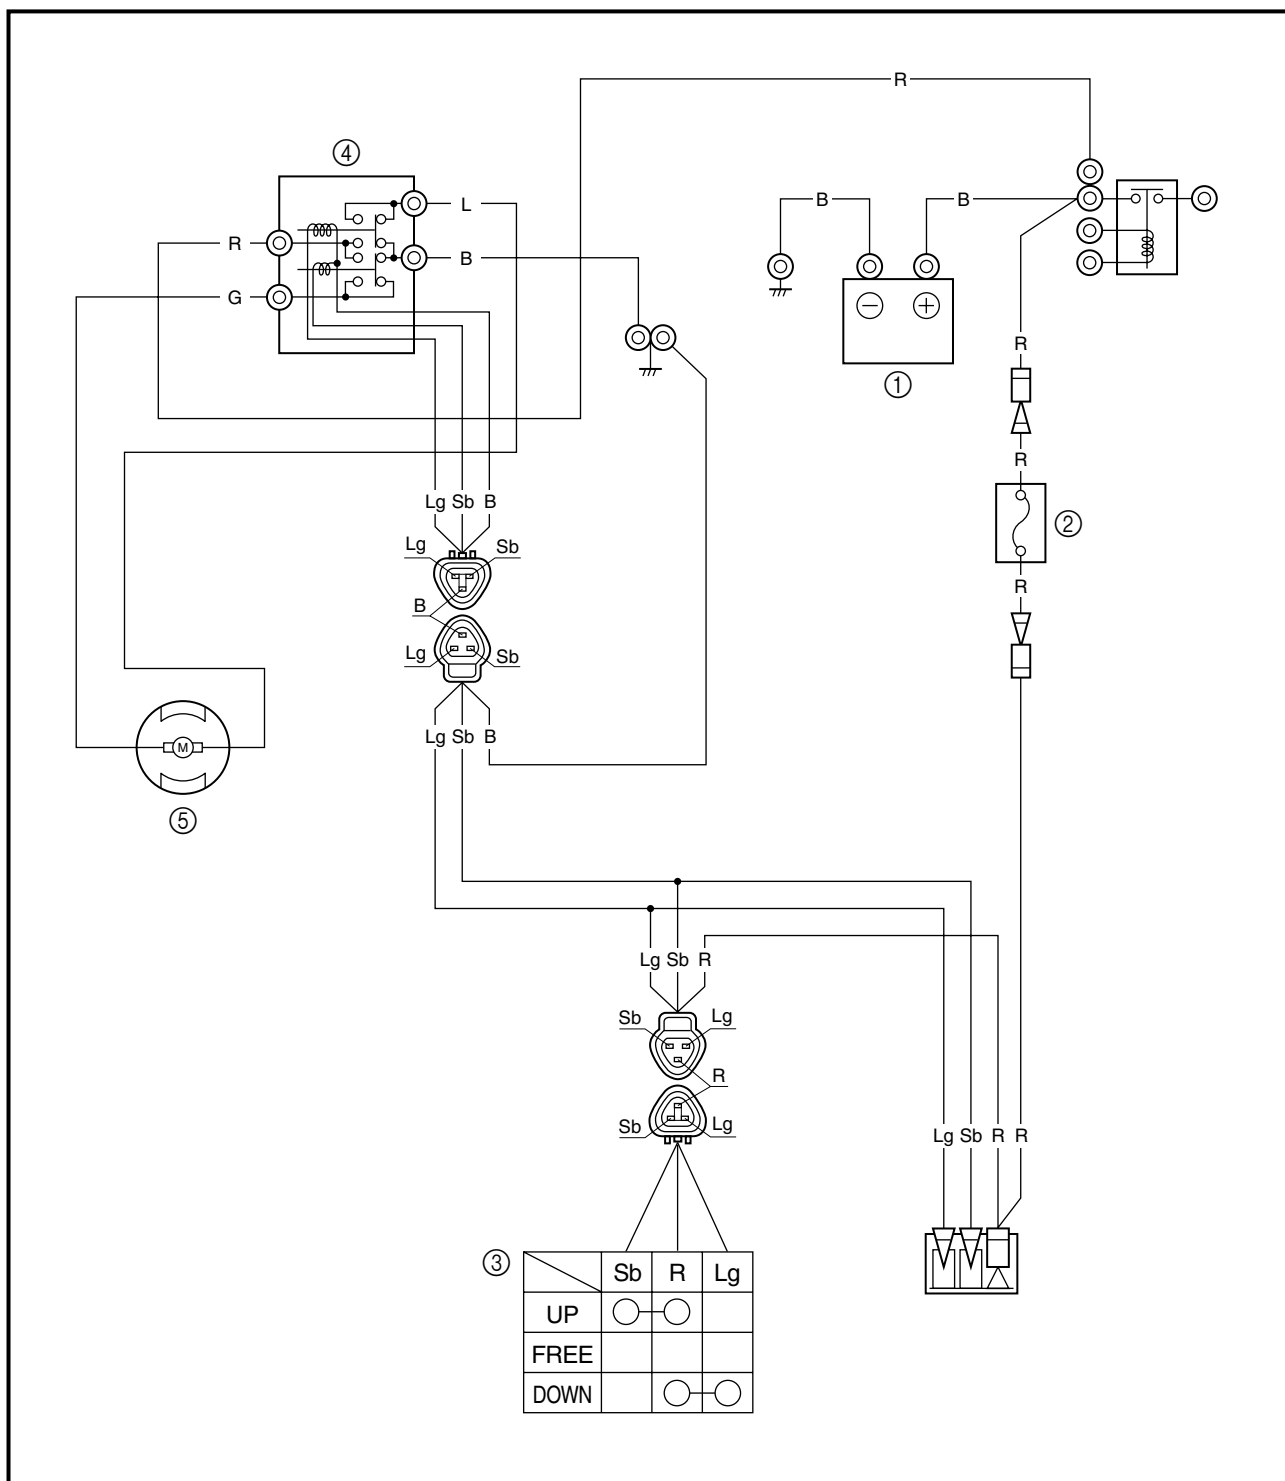 R
④
B
B
L
R
B
G
R
①
R
Lg Sb B
②
Lg
Sb
R
B
Lg
Sb
Lg Sb B
− +
M
⑤
Lg Sb R
Sb
Lg
R
Sb
Lg
Lg Sb R R
③
Sb R Lg
UP
FREE
DOWN